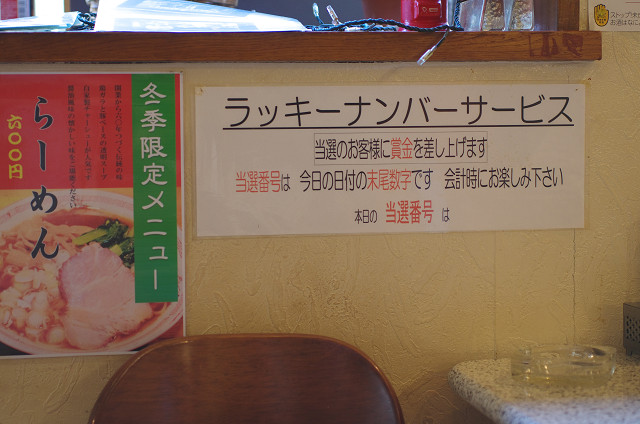 ラッキーナンバーサービス
当選のお客様に賞金を差し上げます
当選番号は 今日の日付の末尾数字です 会計時にお楽しみ下さい
本日の 当選番号 は
冬季限定メニュー
らーめん
六〇〇円